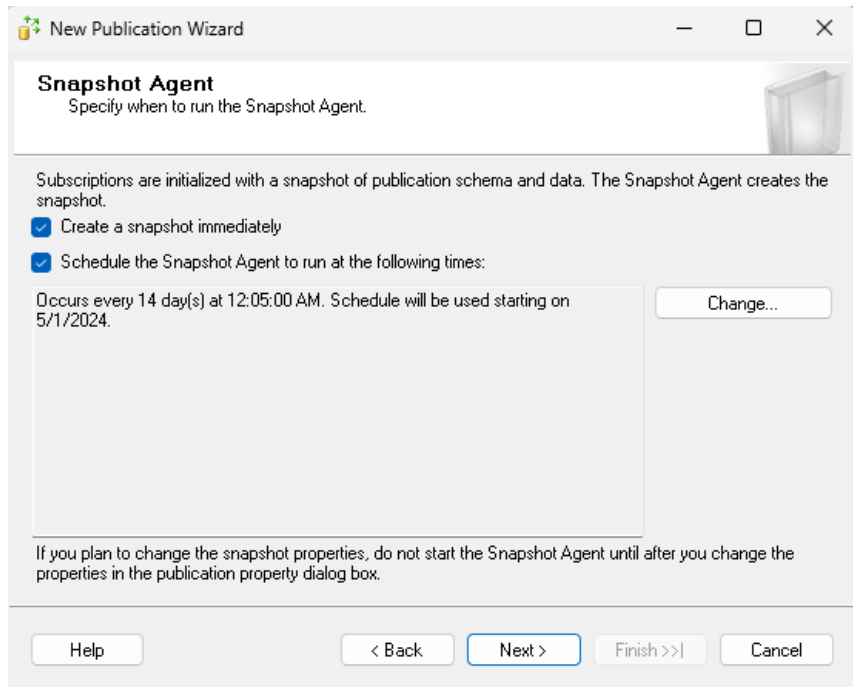 New Publication Wizard
Snapshot Agent
Specify when to run the Snapshot Agent.
Subscriptions are initialized with a snapshot of publication schema and data. The Snapshot Agent creates the
snapshot.
Create a snapshot immediately
Schedule the Snapshot Agent to run at the following times:
Occurs every 14 day(s) at 12:05:00 AM. Schedule will be used starting on
5/1/2024.
Change...
If you plan to change the snapshot properties, do not start the Snapshot Agent until after you change the
properties in the publication property dialog box.
Help
< Back
Next >
Finish >>|
Cancel